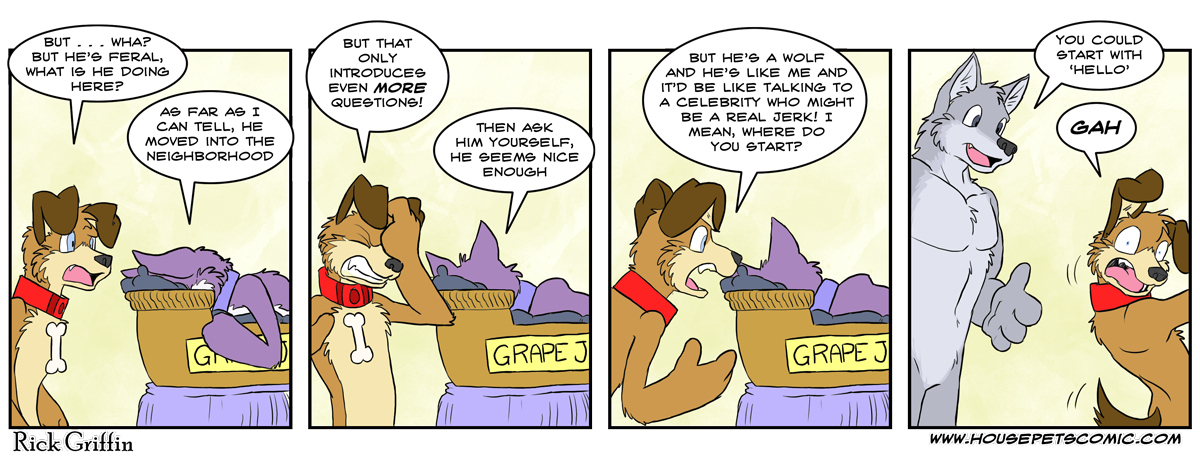 BUT . . . WHA?
BUT HE'S FERAL,
WHAT IS HE DOING
HERE?
AS FAR AS I
CAN TELL, HE
MOVED INTO THE
NEIGHBORHOOD
GRAPE J
BUT THAT
ONLY
INTRODUCES
EVEN MORE
QUESTIONS!
THEN ASK
HIM YOURSELF,
HE SEEMS NICE
ENOUGH
GRAPE J
BUT HE'S A WOLF
AND HE'S LIKE ME AND
IT'D BE LIKE TALKING TO
A CELEBRITY WHO MIGHT
BE A REAL JERK! I
MEAN, WHERE DO
YOU START?
GRAPE J
YOU COULD
START WITH
'HELLO'
GAH
Rick Griffin
WWW.HOUSEPETSCOMIC.COM